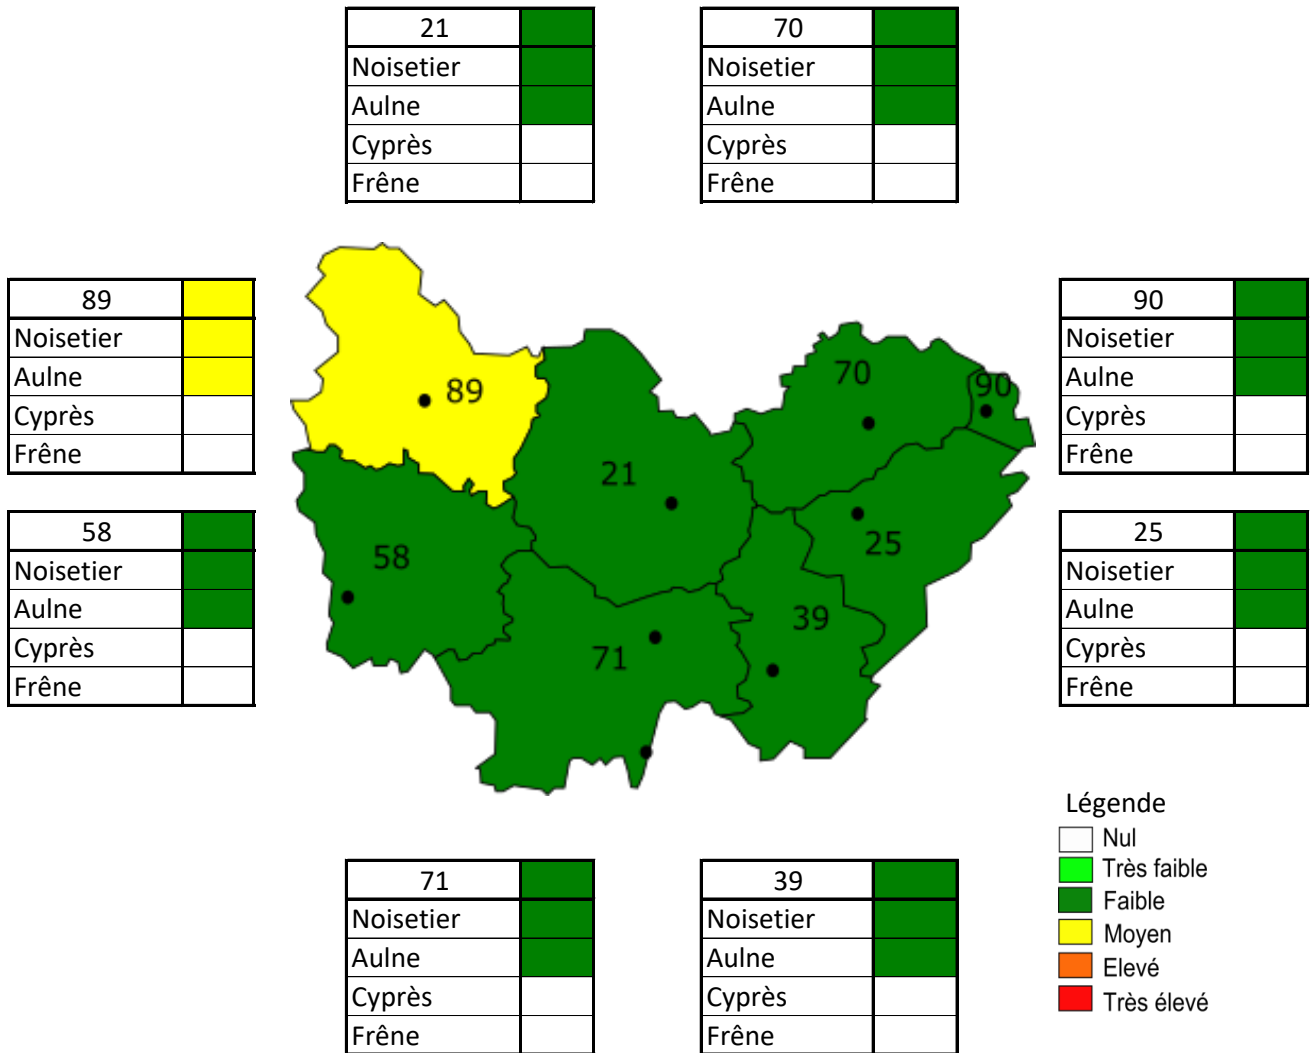 21
Noisetier
Aulne
Cyprès
Frêne
70
Noisetier
Aulne
Cyprès
Frêne
89
Noisetier
Aulne
Cyprès
Frêne
58
Noisetier
Aulne
Cyprès
Frêne
89
70
90
21
25
58
39
71
90
Noisetier
Aulne
Cyprès
Frêne
25
Noisetier
Aulne
Cyprès
Frêne
71
Noisetier
Aulne
Cyprès
Frêne
39
Noisetier
Aulne
Cyprès
Frêne
Légende
Nul
Très faible
Faible
Moyen
Elevé
Très élevé